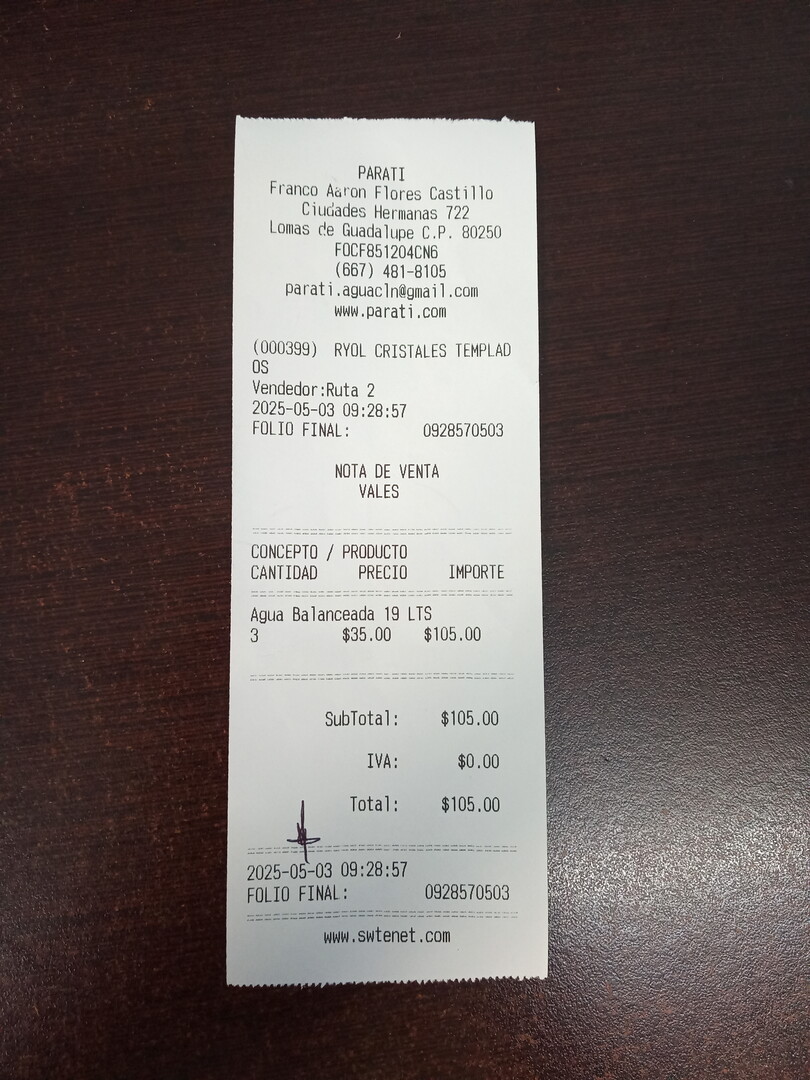 PARATI
Franco Aaron Flores Castillo
Ciudades Hermanas 722
Lomas de Guadalupe C.P. 80250
FOCF851204CN6
(667) 481-8105
parati.aguacln@gmail.com
www.parati.com
(000399) RYOL CRISTALES TEMPLAD
OS
Vendedor:Ruta 2
2025-05-03 09:28:57
FOLIO FINAL: 0928570503
NOTA DE VENTA
VALES
CONCEPTO / PRODUCTO
CANTIDAD PRECIO IMPORTE
Agua Balanceada 19 LTS
3 $35.00 $105.00
SubTotal: $105.00
IVA: $0.00
Total: $105.00
2025-05-03 09:28:57
FOLIO FINAL: 0928570503
www.swtenet.com